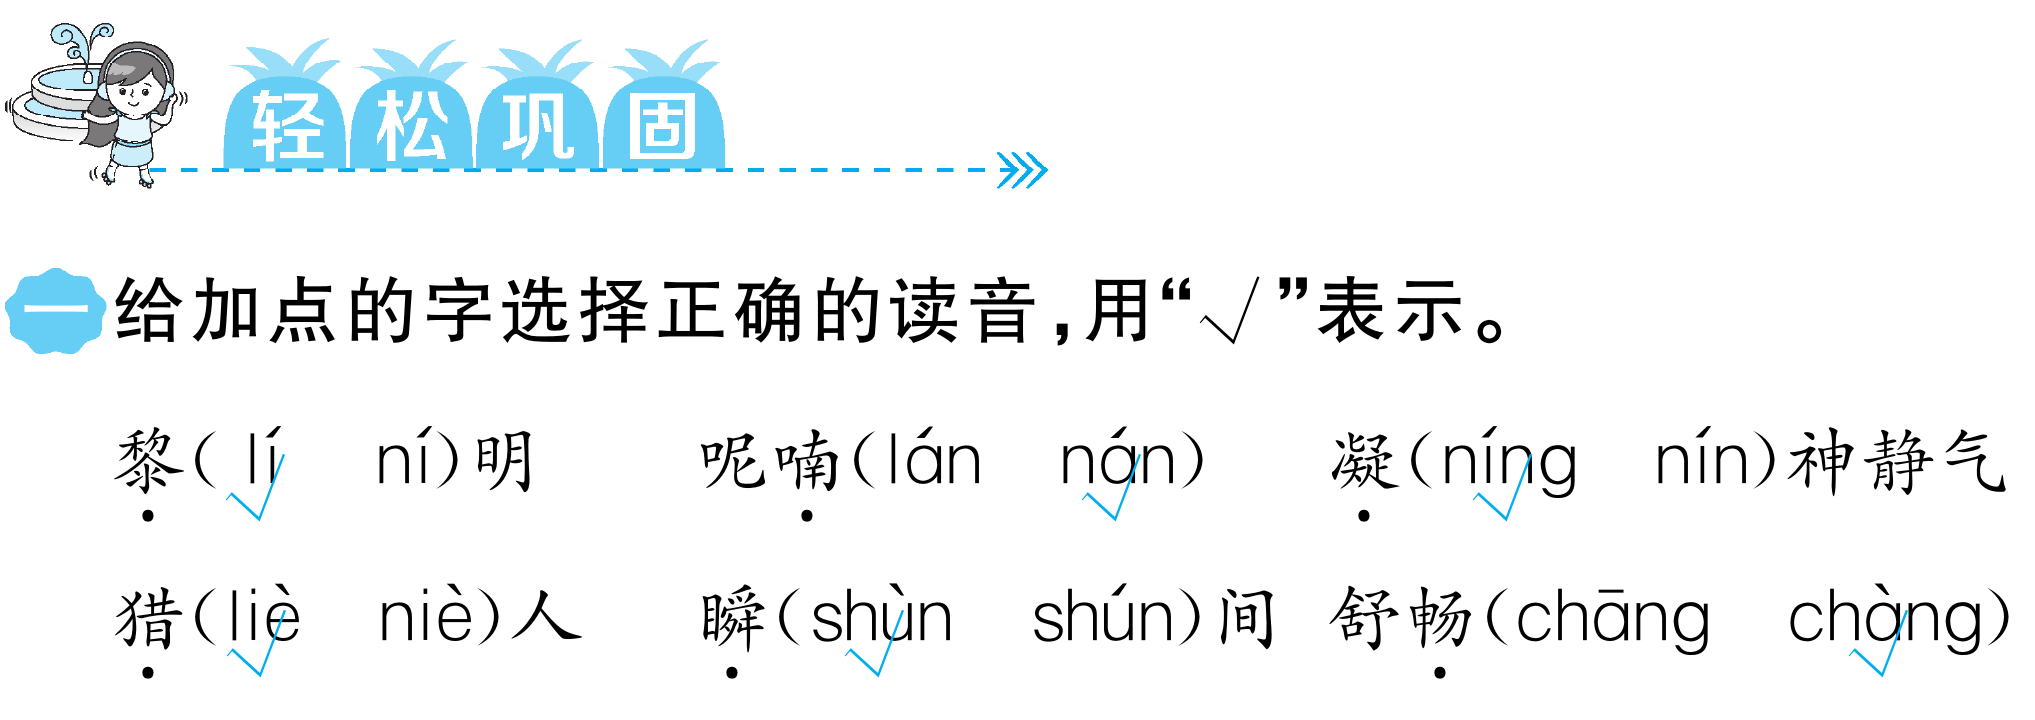 轻松巩固
一 给加点的字选择正确的读音,用“√”表示。
黎(lí√ ní)明 呢喃(lán nán√) 凝(níng√ nín)神静气
猎(liè√ niè)人 瞬(shùn√ shún)间 舒畅(chāng chàng√)